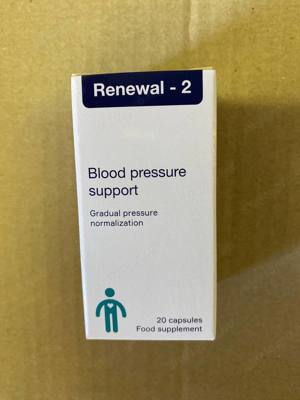 Renewal - 2
Blood pressure
support
Gradual pressure
normalization
20 capsules
Food supplement